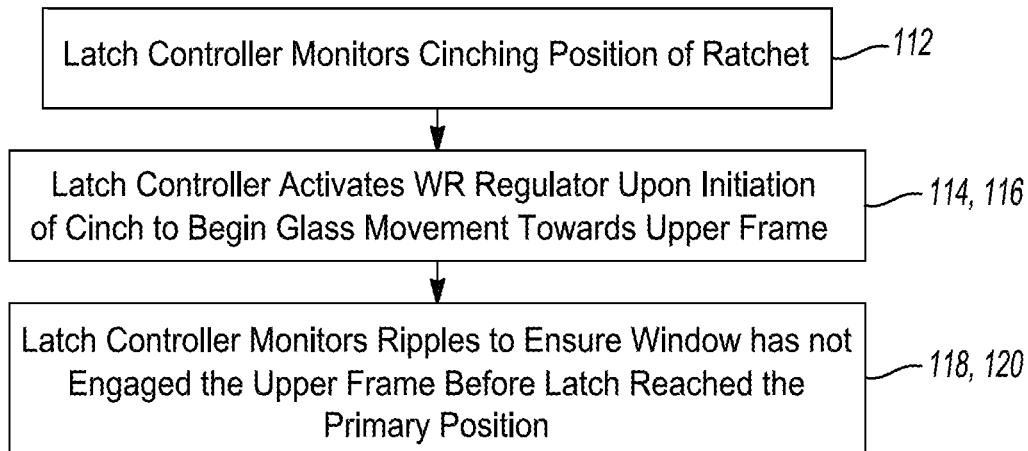 Latch Controller Monitors Cinching Position of Ratchet
112
Latch Controller Activates WR Regulator Upon Initiation
of Cinch to Begin Glass Movement Towards Upper Frame
114, 116
Latch Controller Monitors Ripples to Ensure Window has not
Engaged the Upper Frame Before Latch Reached the
Primary Position
118, 120